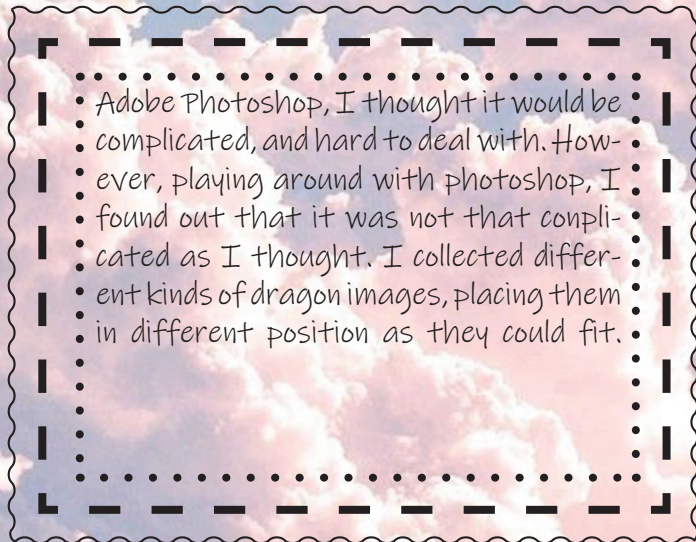 Adobe Photoshop, I thought it would be
complicated, and hard to deal with. How-
ever, playing around with photoshop, I
found out that it was not that conpli-
cated as I thought. I collected differ-
ent kinds of dragon images, placing them
in different position as they could fit.